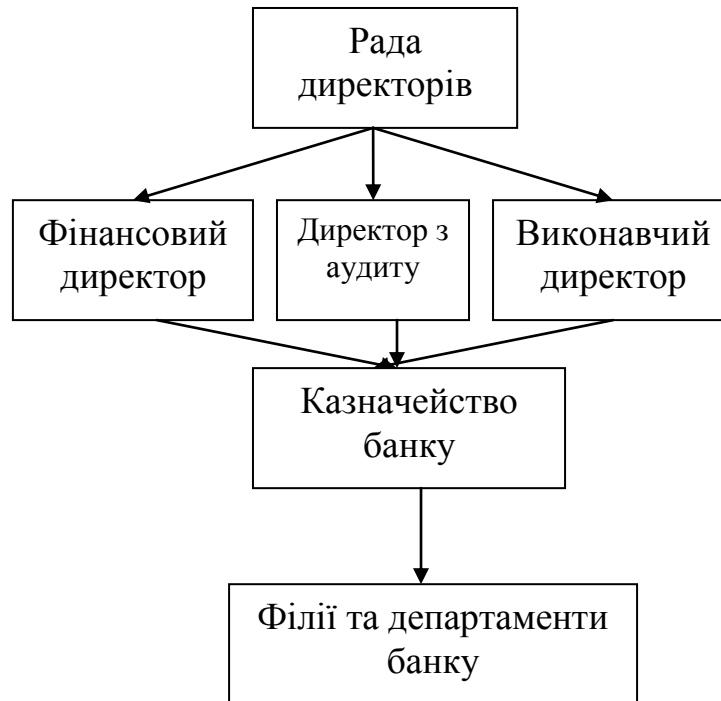 Рада
директорів
Фінансовий
директор
Директор з
аудиту
Виконавчий
директор
Казначейство
банку
Філії та департаменти
банку